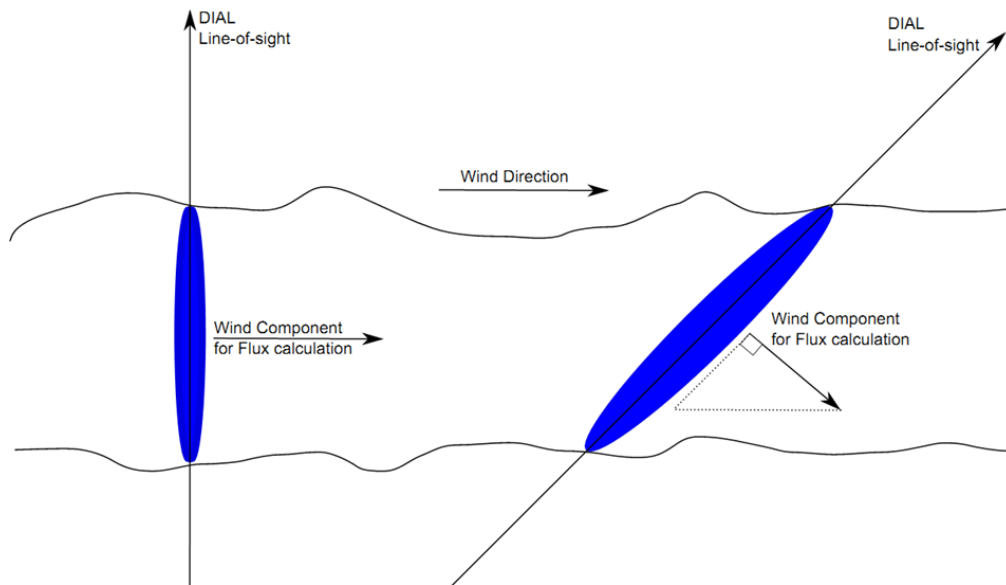 DIAL
Line-of-sight
DIAL
Line-of-sight
Wind Direction
Wind Component
for Flux calculation
Wind Component
for Flux calculation